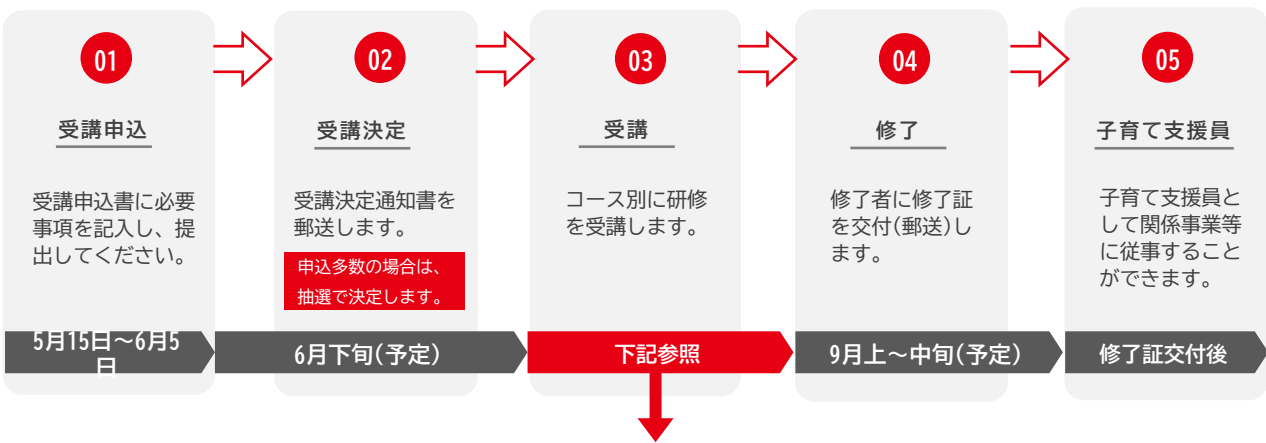 01
受講申込
受講申込書に必要
事項を記入し、提
出してください。
5月15日～6月5
日
02
受講決定
受講決定通知書を
郵送します。
申込多数の場合は、
抽選で決定します。
6月下旬(予定)
03
受講
コース別に研修
を受講します。
下記参照
04
修了
修了者に修了証
を交付(郵送)し
ます。
9月上～中旬(予定)
05
子育て支援員
子育て支援員と
して関係事業等
に従事すること
ができます。
修了証交付後